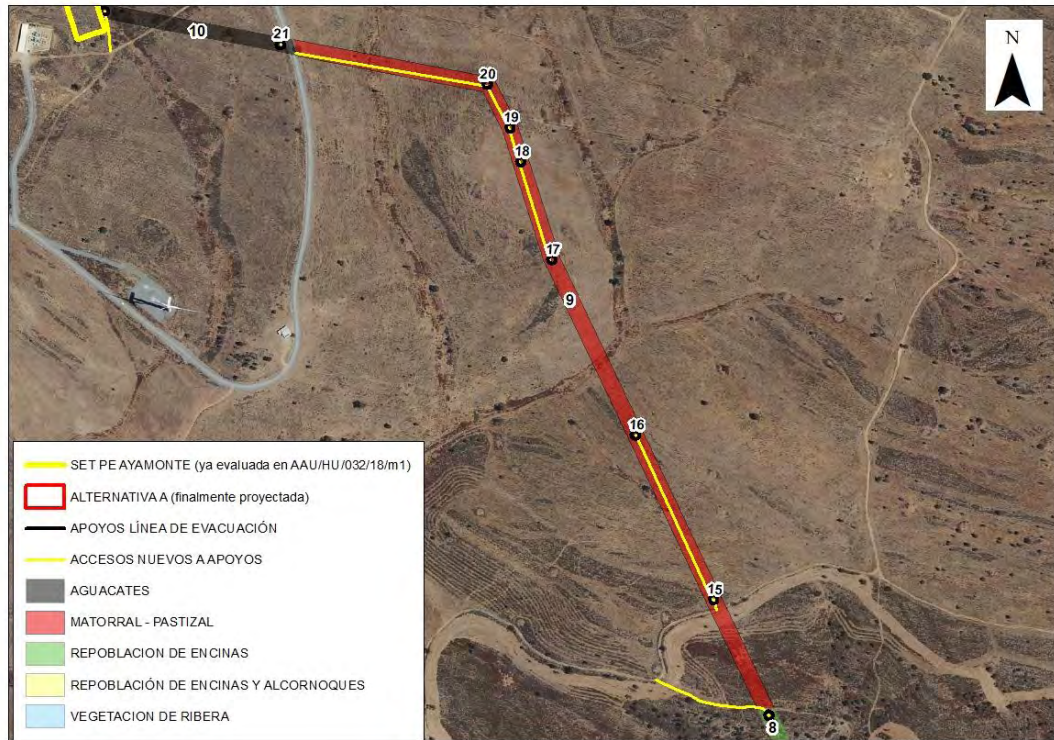 10
21
20
19
18
17
9
16
15
8
N
SET PE AYAMONTE (ya evaluada en AAU/HU/032/18/m1)
ALTERNATIVA A (finalmente proyectada)
APOYOS LÍNEA DE EVACUACIÓN
ACCESOS NUEVOS A APOYOS
AGUACATES
MATORRAL - PASTIZAL
REPOBLACION DE ENCINAS
REPOBLACIÓN DE ENCINAS Y ALCORNOQUES
VEGETACION DE RIBERA